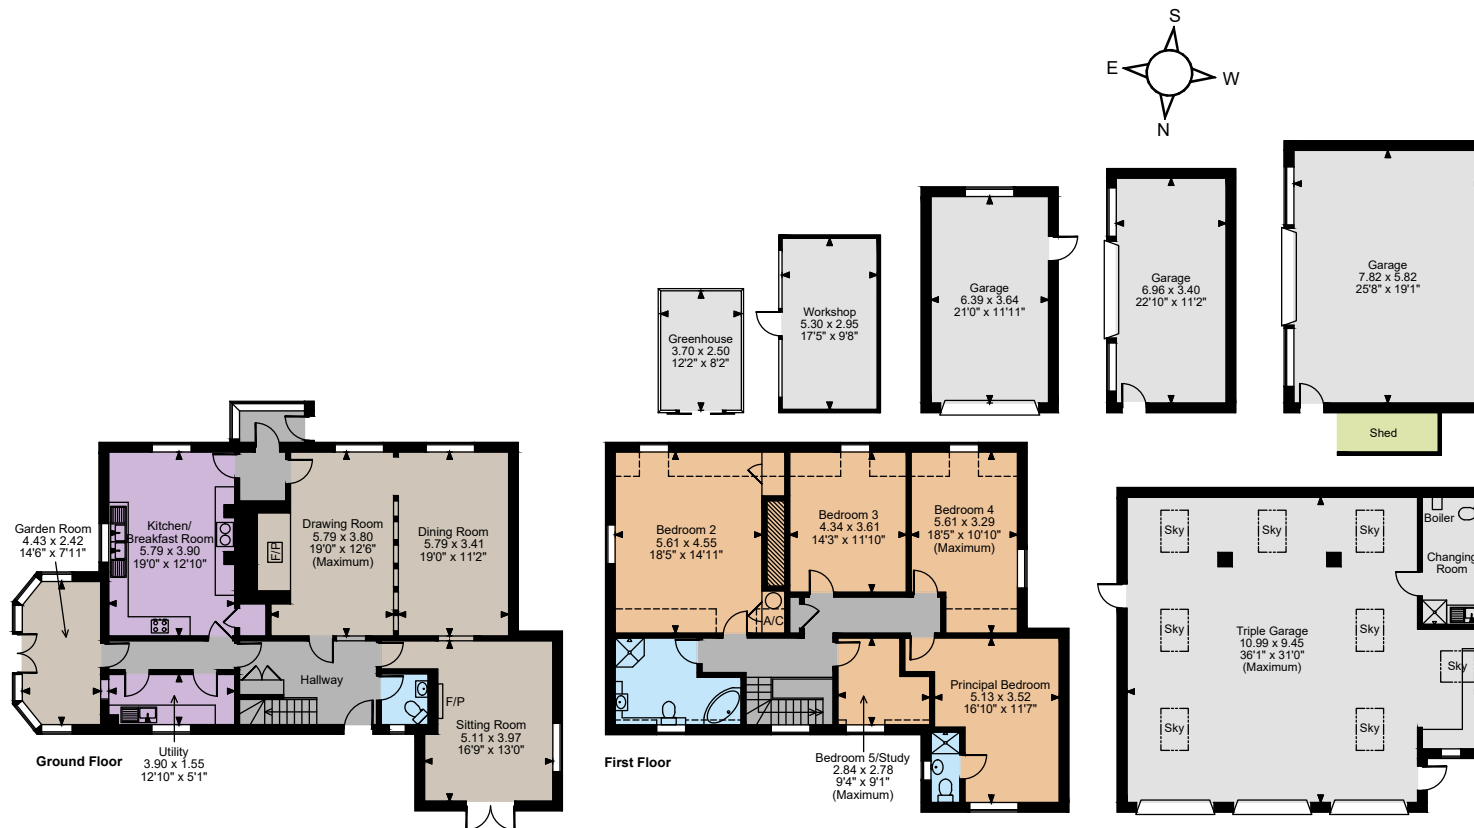 S
E
W
N
Garage
7.82 x 5.82
25'8" x 19'1"
Garage
6.96 x 3.40
22'10" x 11'2"
Garage
6.39 x 3.64
21'0" x 11'11"
Workshop
5.30 x 2.95
17'5" x 9'8"
Greenhouse
3.70 x 2.50
12'2" x 8'2"
Shed
Garden Room
4.43 x 2.42
14'6" x 7'11"
Kitchen/
Breakfast Room
5.79 x 3.90
19'0" x 12'10"
F/P
Drawing Room
5.79 x 3.80
19'0" x 12'6"
(Maximum)
Dining Room
5.79 x 3.41
19'0" x 11'2"
Hallway
F/P
Sitting Room
5.11 x 3.97
16'9" x 13'0"
Utility
3.90 x 1.55
12'10" x 5'1"
Ground Floor
Bedroom 2
5.61 x 4.55
18'5" x 14'11"
Bedroom 3
4.34 x 3.61
14'3" x 11'10"
Bedroom 4
5.61 x 3.29
18'5" x 10'10"
(Maximum)
A/C
Principal Bedroom
5.13 x 3.52
16'10" x 11'7"
Bedroom 5/Study
2.84 x 2.78
9'4" x 9'1"
(Maximum)
First Floor
Sky
Sky
Sky
Boiler
Changing
Room
Sky
Sky
Triple Garage
10.99 x 9.45
36'1" x 31'0"
(Maximum)
Sky
Sky
Sky